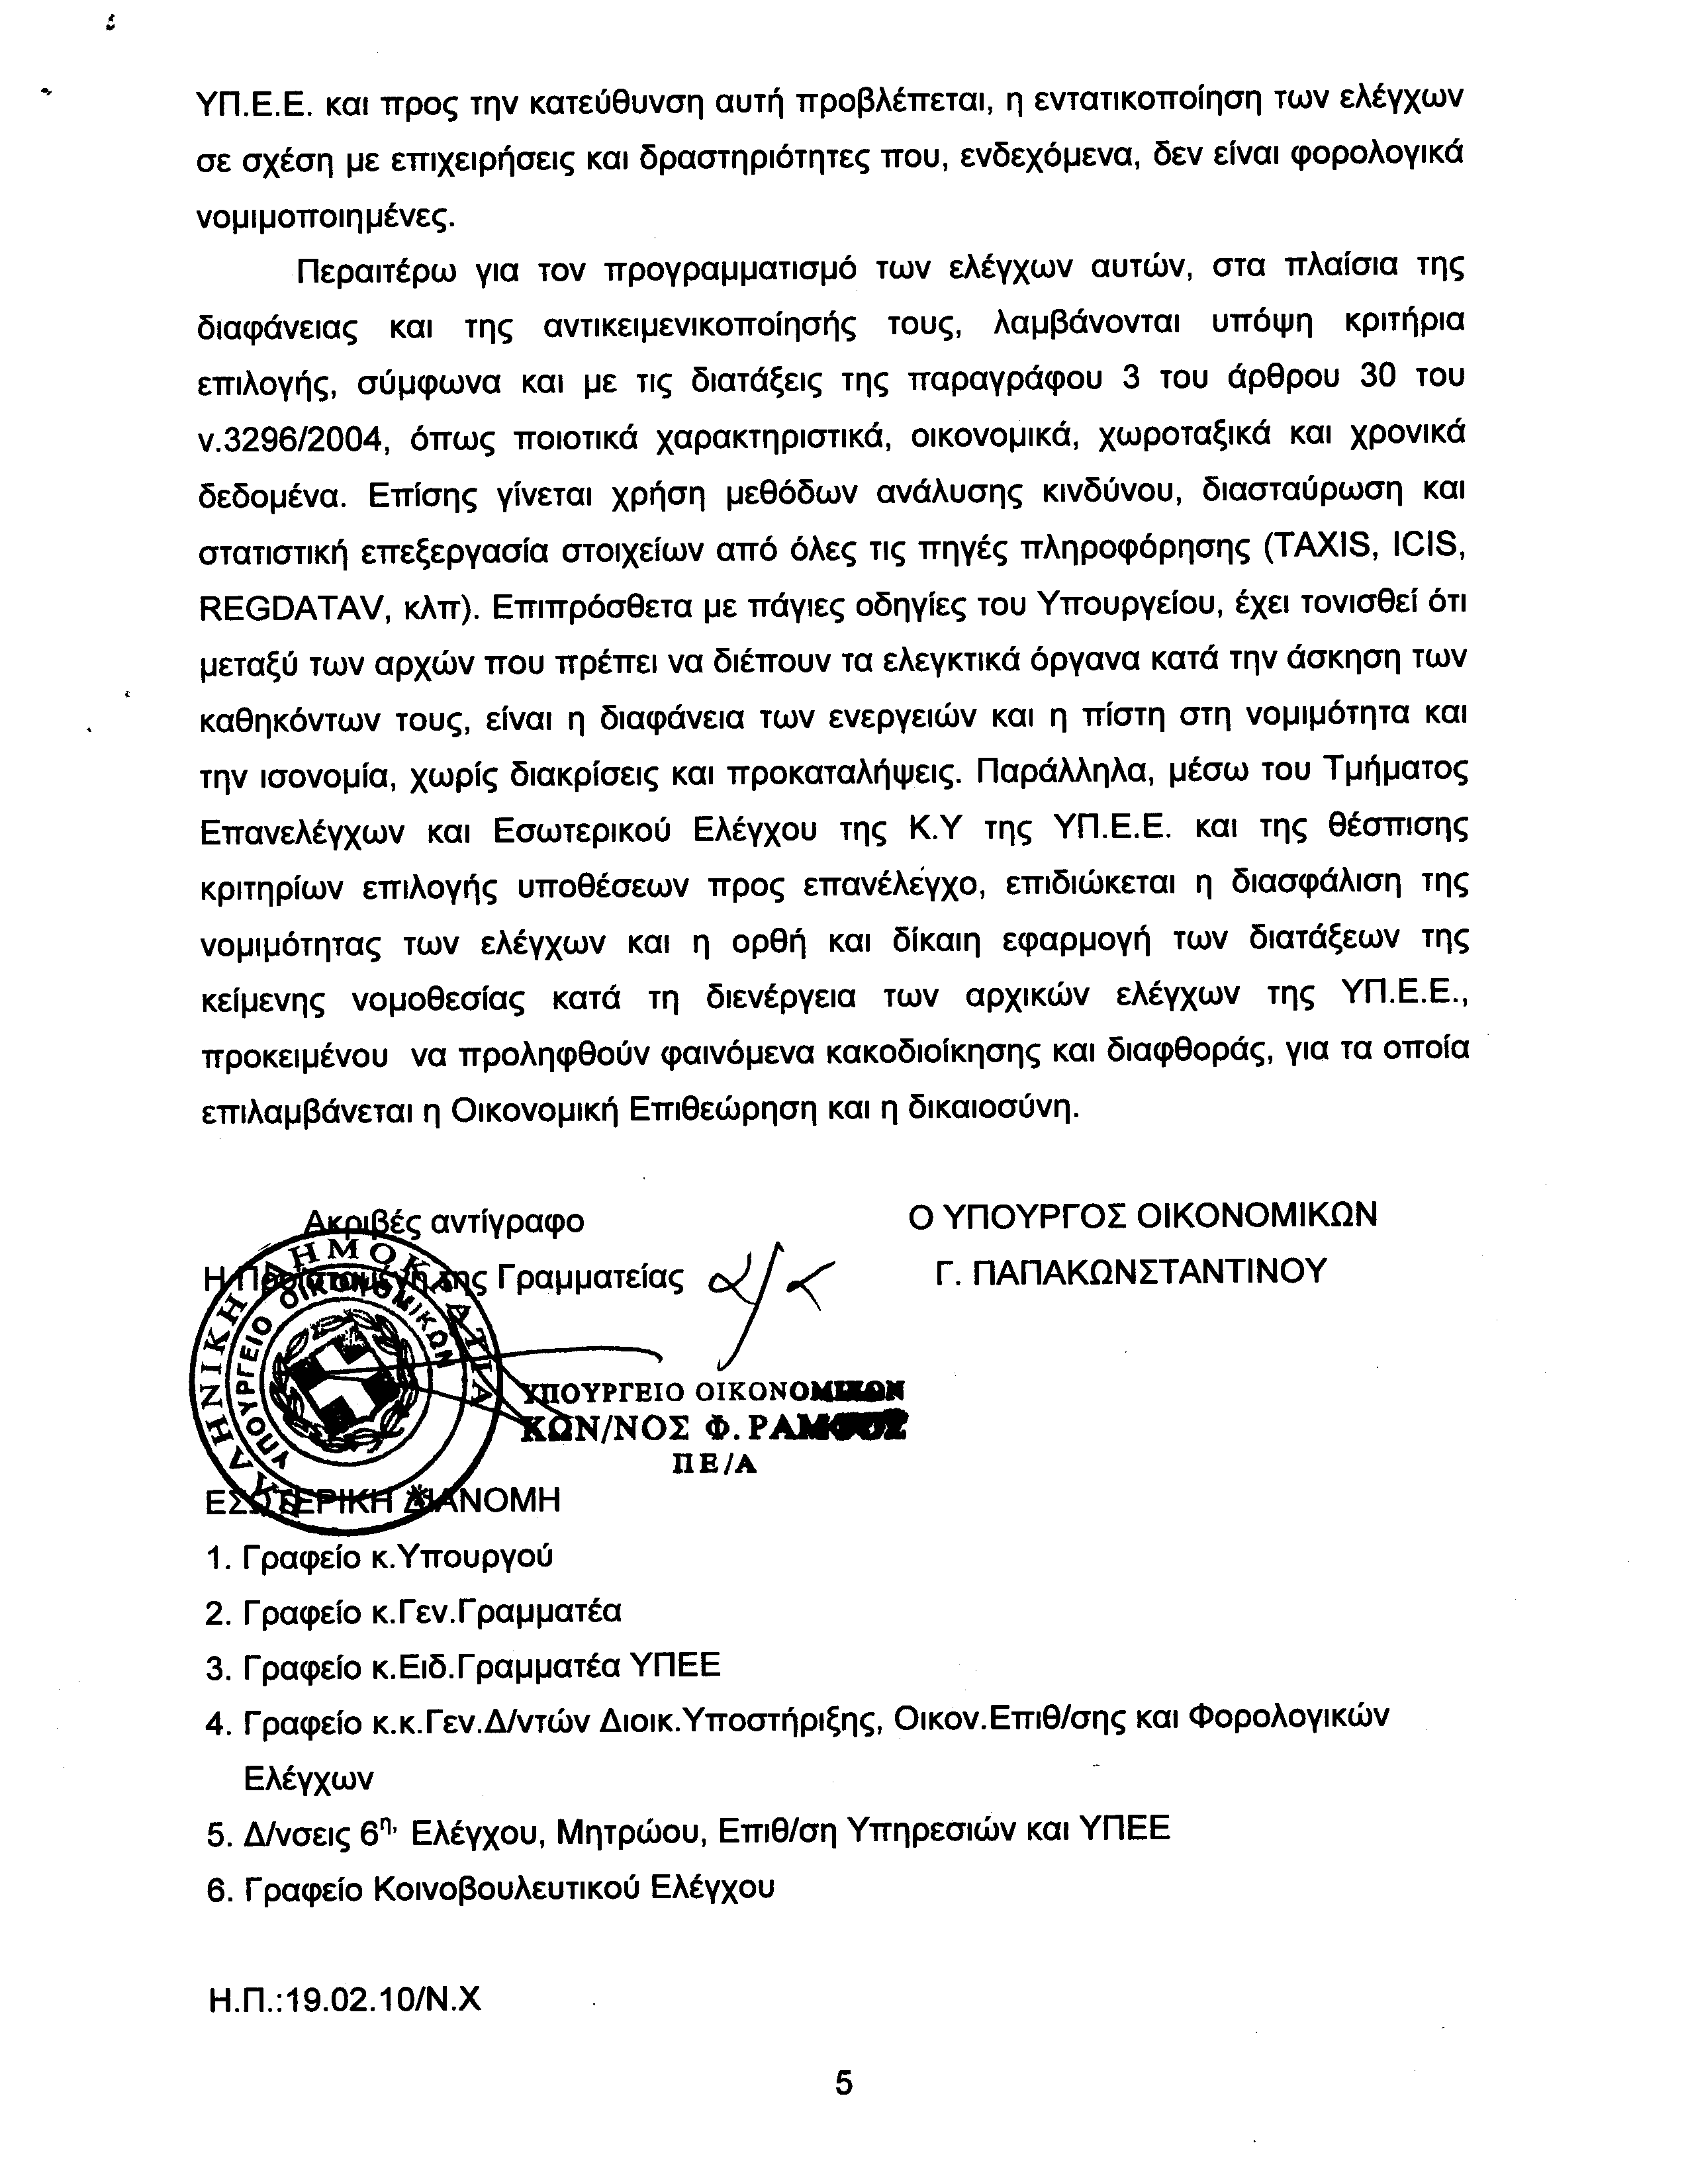 ΥΠ.Ε.Ε. και προς την κατεύθυνση αυτή προβλέπεται, η εντατικοποίηση των ελέγχων
σε σχέση με επιχειρήσεις και δραστηριότητες που, ενδεχόμενα, δεν είναι φορολογικά
νομιμοποιημένες.
Περαιτέρω για τον προγραμματισμό των ελέγχων αυτών, στα πλαίσια της
διαφάνειας και της αντικειμενικοποίησής τους, λαμβάνονται υπόψη κριτήρια
επιλογής, σύμφωνα και με τις διατάξεις της παραγράφου 3 του άρθρου 30 του
ν.3296/2004, όπως ποιοτικά χαρακτηριστικά, οικονομικά, χωροταξικά και χρονικά
δεδομένα. Επίσης γίνεται χρήση μεθόδων ανάλυσης κινδύνου, διασταύρωση και
στατιστική επεξεργασία στοιχείων από όλες τις πηγές πληροφόρησης (TAXIS, ICIS,
REGDATAV, κλπ). Επιπρόσθετα με πάγιες οδηγίες του Υπουργείου, έχει τονισθεί ότι
μεταξύ των αρχών που πρέπει να διέπουν τα ελεγκτικά όργανα κατά την άσκηση των
καθηκόντων τους, είναι η διαφάνεια των ενεργειών και η πίστη στη νομιμότητα και
την ισονομία, χωρίς διακρίσεις και προκαταλήψεις. Παράλληλα, μέσω του Τμήματος
Επανελέγχων και Εσωτερικού Ελέγχου της Κ.Υ της ΥΠ.Ε.Ε. και της θέσπισης
κριτηρίων επιλογής υποθέσεων προς επανέλεγχο, επιδιώκεται η διασφάλιση της
νομιμότητας των ελέγχων και η ορθή και δίκαιη εφαρμογή των διατάξεων της
κείμενης νομοθεσίας κατά τη διενέργεια των αρχικών ελέγχων της ΥΠ.Ε.Ε.,
προκειμένου να προληφθούν φαινόμενα κακοδιοίκησης και διαφθοράς, για τα οποία
επιλαμβάνεται η Οικονομική Επιθεώρηση και η δικαιοσύνη.
Ακριβές αντίγραφο
Η Προϊσταμένη της Γραμματείας
Ο ΥΠΟΥΡΓΟΣ ΟΙΚΟΝΟΜΙΚΩΝ
Γ. ΠΑΠΑΚΩΝΣΤΑΝΤΙΝΟΥ
ΕΛΛΗΝΙΚΗ ΔΗΜΟΚΡΑΤΙΑ
ΥΠΟΥΡΓΕΙΟ ΟΙΚΟΝΟΜΙΚΩΝ
ΥΠΟΥΡΓΕΙΟ ΟΙΚΟΝΟΜΙΚΩΝ
ΚΩΝ/ΝΟΣ Φ.
ΠΕ/Α
ΕΣΩΤΕΡΙΚΗ ΔΙΑΝΟΜΗ
1. Γραφείο κ.Υπουργού
2. Γραφείο κ.Γεν.Γραμματέα
3. Γραφείο κ.Ειδ.Γραμματέα ΥΠΕΕ
4. Γραφείο κ.κ.Γεν.Δ/ντών Διοικ.Υποστήριξης, Οικον.Επιθ/σης και Φορολογικών
Ελέγχων
5. Δ/νσεις 6η, Ελέγχου, Μητρώου, Επιθ/ση Υπηρεσιών και ΥΠΕΕ
6. Γραφείο Κοινοβουλευτικού Ελέγχου
Η.Π.:19.02.10/Ν.Χ
5